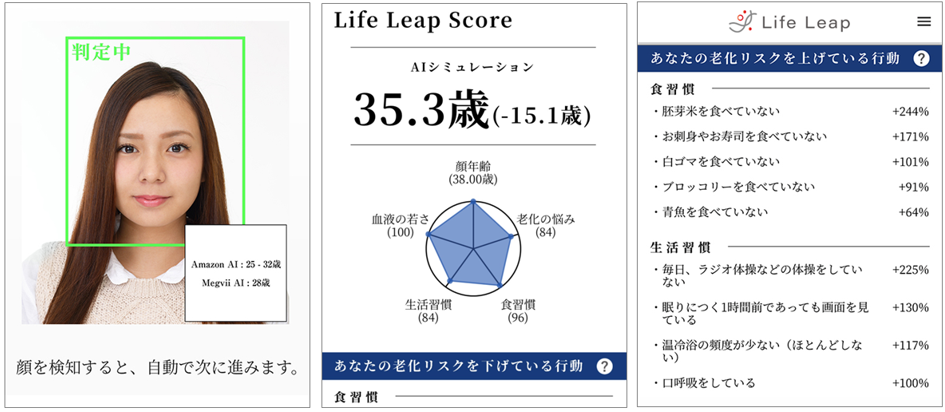 判定中
Amazon AI : 25 - 32歳
Megvii AI : 28歳
顔を検知すると、自動で次に進みます。
Life Leap Score
AIシミュレーション
35.3歳(-15.1歳)
顔年齢
(38.00歳)
血液の若さ
(100)
老化の悩み
(84)
生活習慣
(84)
食習慣
(96)
あなたの老化リスクを下げている行動 ?
食習慣
Life Leap
あなたの老化リスクを上げている行動 ?
食習慣
・胚芽米を食べていない +244%
・お刺身やお寿司を食べていない +171%
・白ゴマを食べていない +101%
・ブロッコリーを食べていない +91%
・青魚を食べていない +64%
生活習慣
・毎日、ラジオ体操などの体操をしてい +225%
ない
・眠りにつく1時間前であっても画面を見 +130%
ている
・温冷浴の頻度が少ない（ほとんどしな +117%
い）
・口呼吸をしている +100%